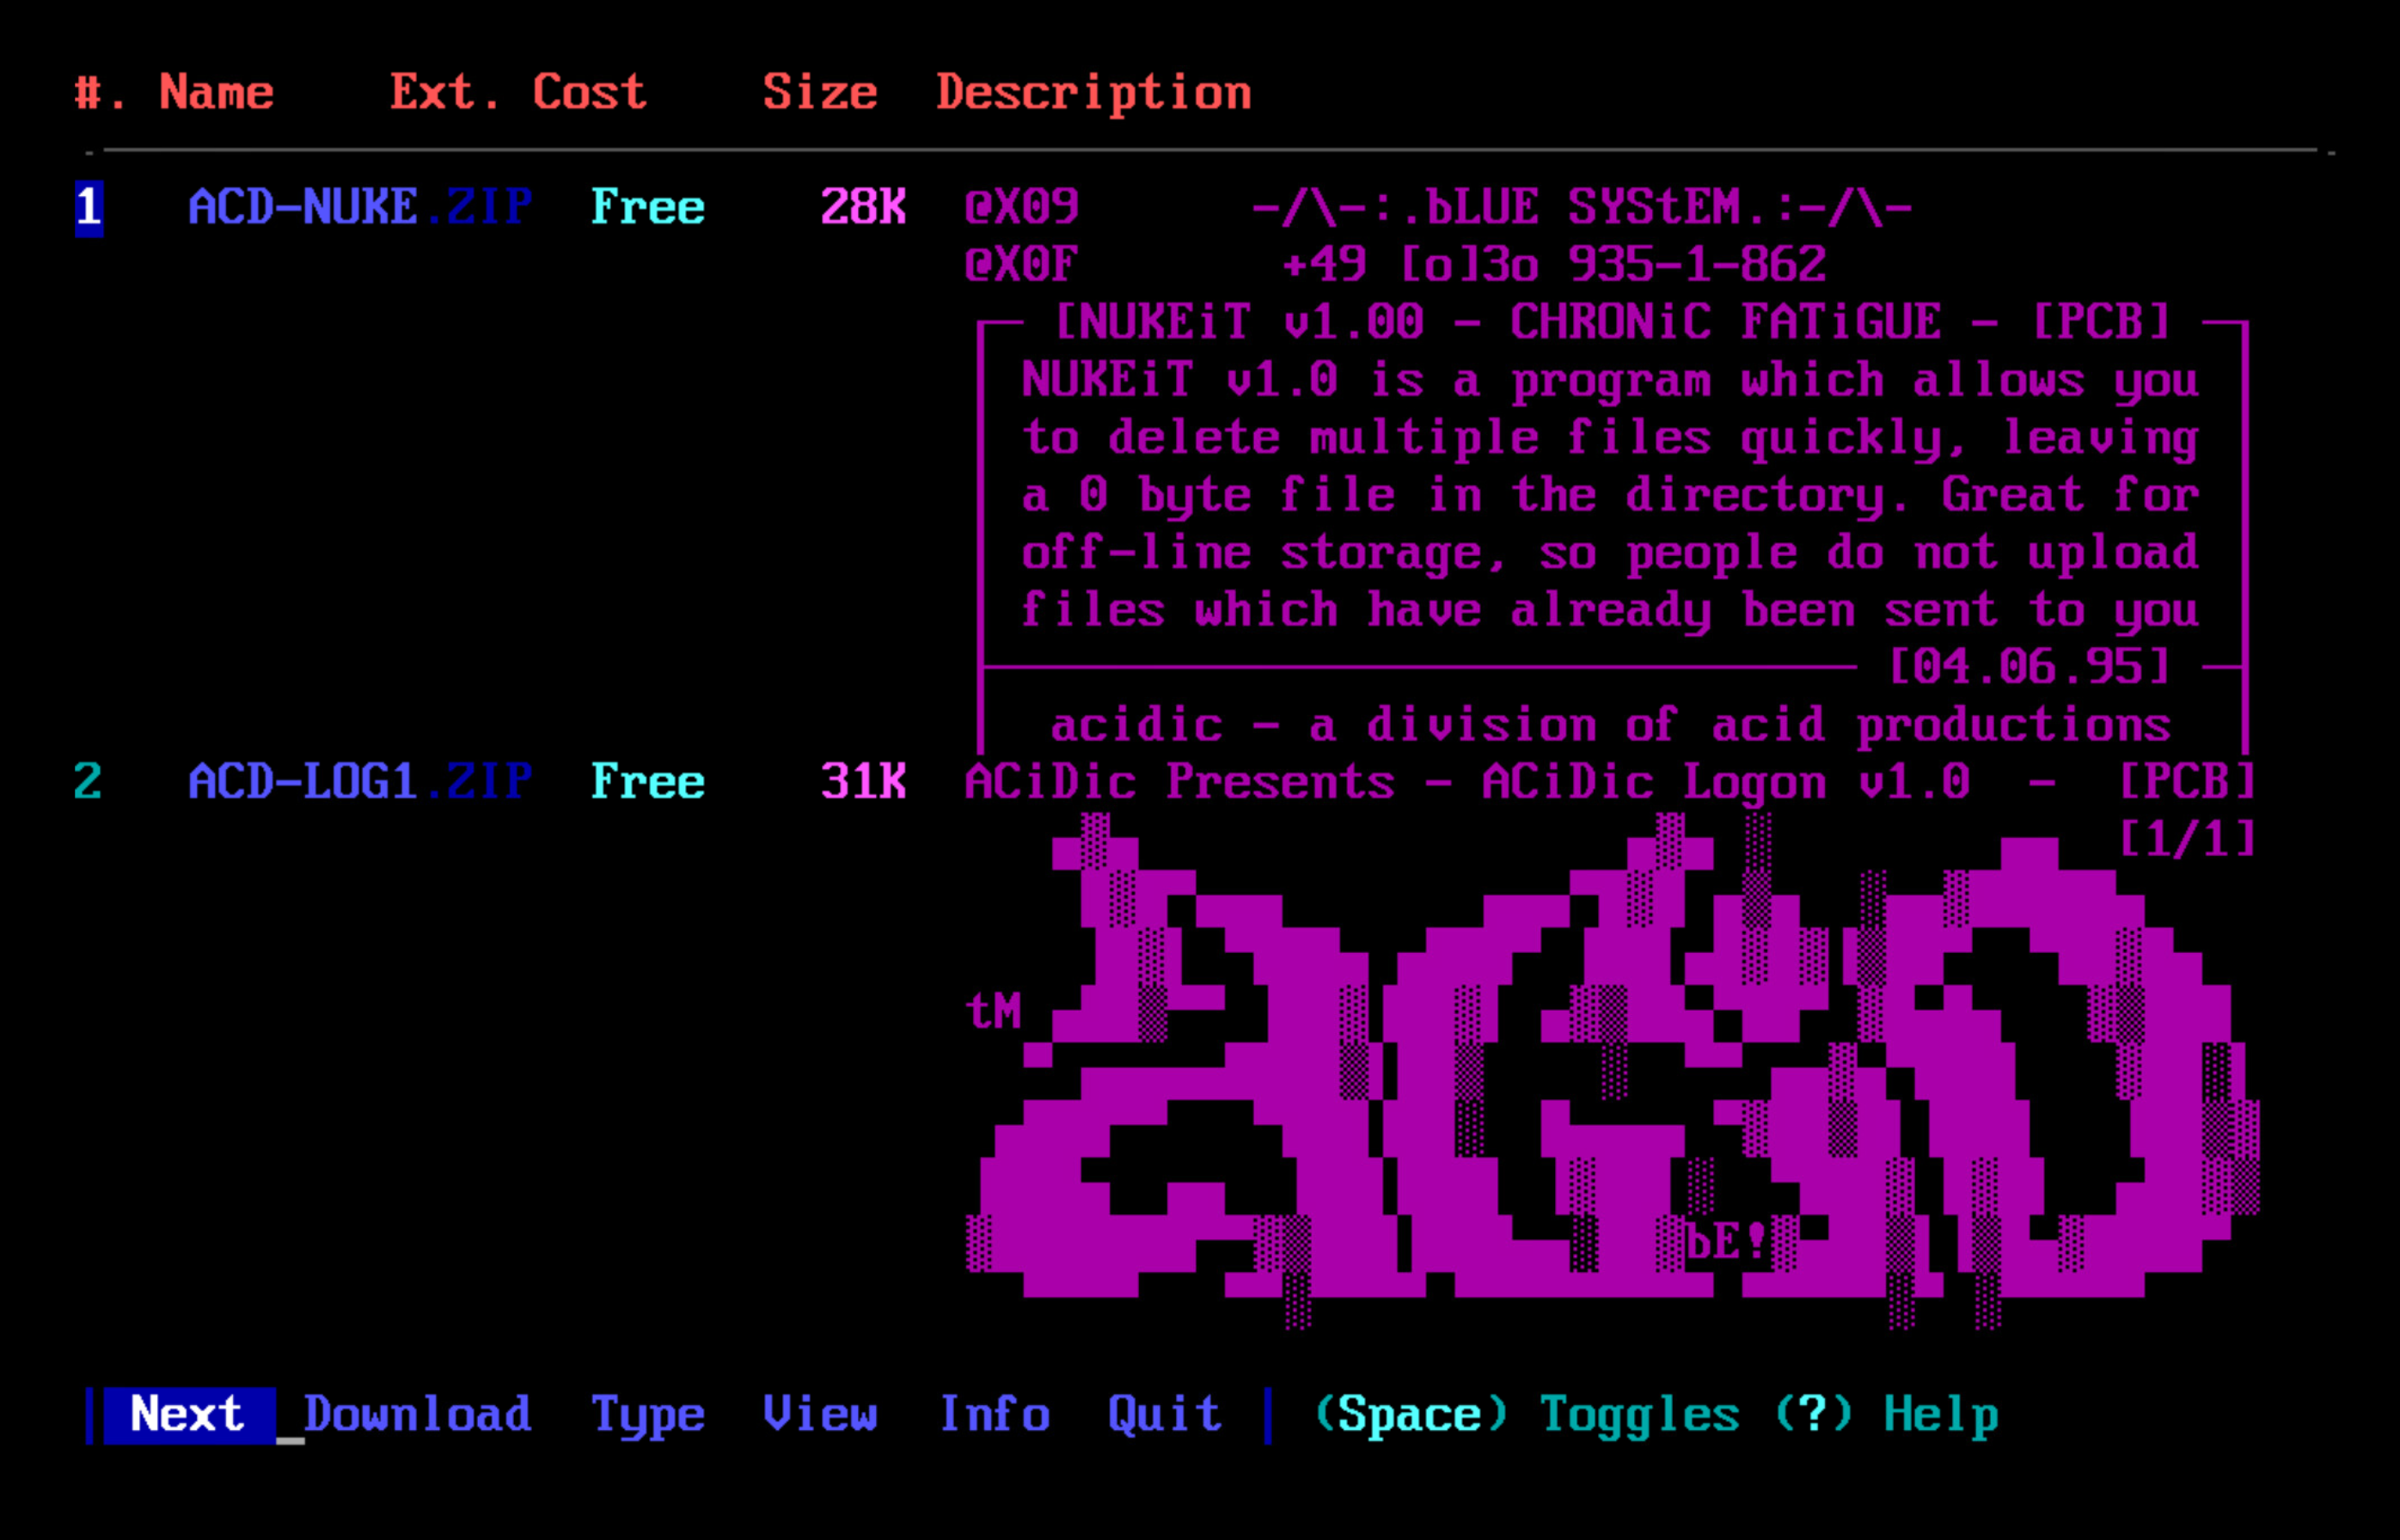 #. Name    Ext. Cost    Size  Description
1   ACD-NUKE.ZIP  Free    28K  @X09      -/\-:.bLUE SYStEM.:-/\-
@X0F       +49 [o]3o 935-1-862
[NUKEiT v1.00 - CHRONiC FATiGUE - [PCB]
NUKEiT v1.0 is a program which allows you
to delete multiple files quickly, leaving
a 0 byte file in the directory. Great for
off-line storage, so people do not upload
files which have already been sent to you
[04.06.95]
acidic - a division of acid productions
2   ACD-LOG1.ZIP  Free    31K  ACiDic Presents - ACiDic Logon v1.0  -  [PCB]
[1/1]
tM
bE!
Next  Download  Type  View  Info  Quit  (Space) Toggles (?) Help